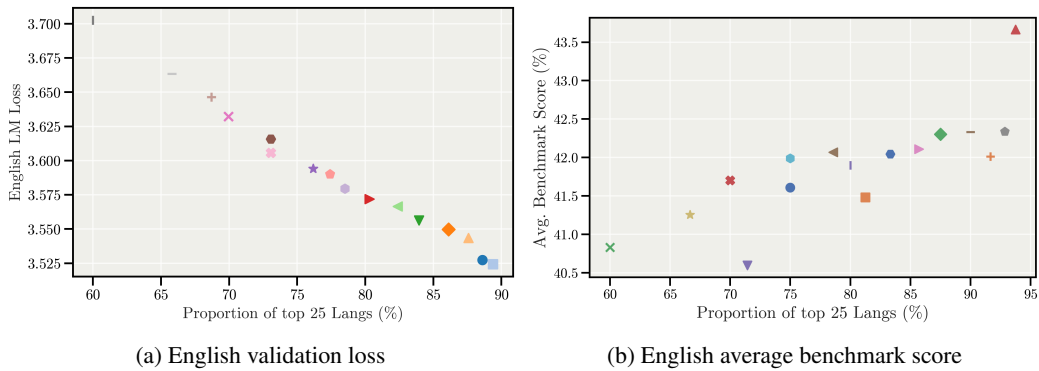 3.700
3.675
3.650
3.625
3.600
3.575
3.550
3.525
English LM Loss
60 65 70 75 80 85 90
Proportion of top 25 Langs (%)
(a) English validation loss
43.5
43.0
42.5
42.0
41.5
41.0
40.5
Avg. Benchmark Score (%)
60 65 70 75 80 85 90 95
Proportion of top 25 Langs (%)
(b) English average benchmark score